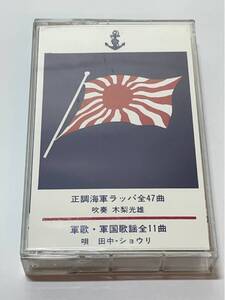 正調海軍ラッパ全47曲
吹奏 木梨光雄
軍歌・軍国歌謡全11曲
唄 田中・ショウリ